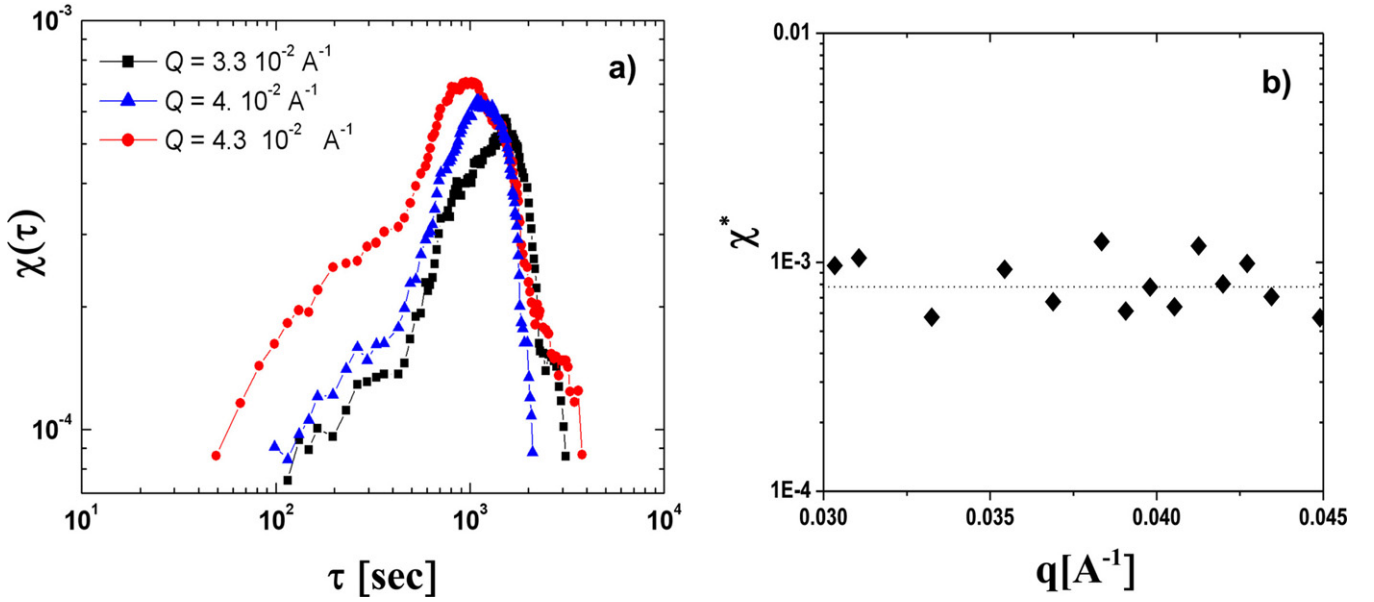 a)
Q = 3.3 10⁻² A⁻¹
Q = 4. 10⁻² A⁻¹
Q = 4.3 10⁻² A⁻¹
χ(τ)
10⁻³
10⁻⁴
10¹ 10² 10³ 10⁴
τ [sec]
b)
χ*
0.01
1E-3
1E-4
0.030 0.035 0.040 0.045
q[A⁻¹]